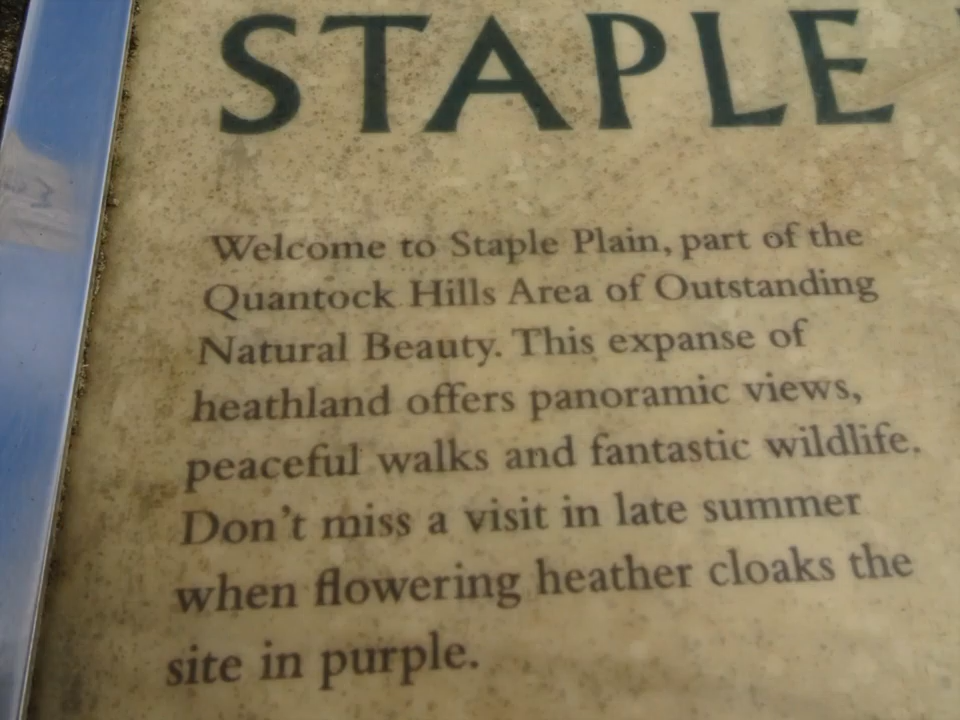 STAPLE
Welcome to Staple Plain, part of the
Quantock Hills Area of Outstanding
Natural Beauty. This expanse of
heathland offers panoramic views,
peaceful walks and fantastic wildlife.
Don't miss a visit in late summer
when flowering heather cloaks the
site in purple.